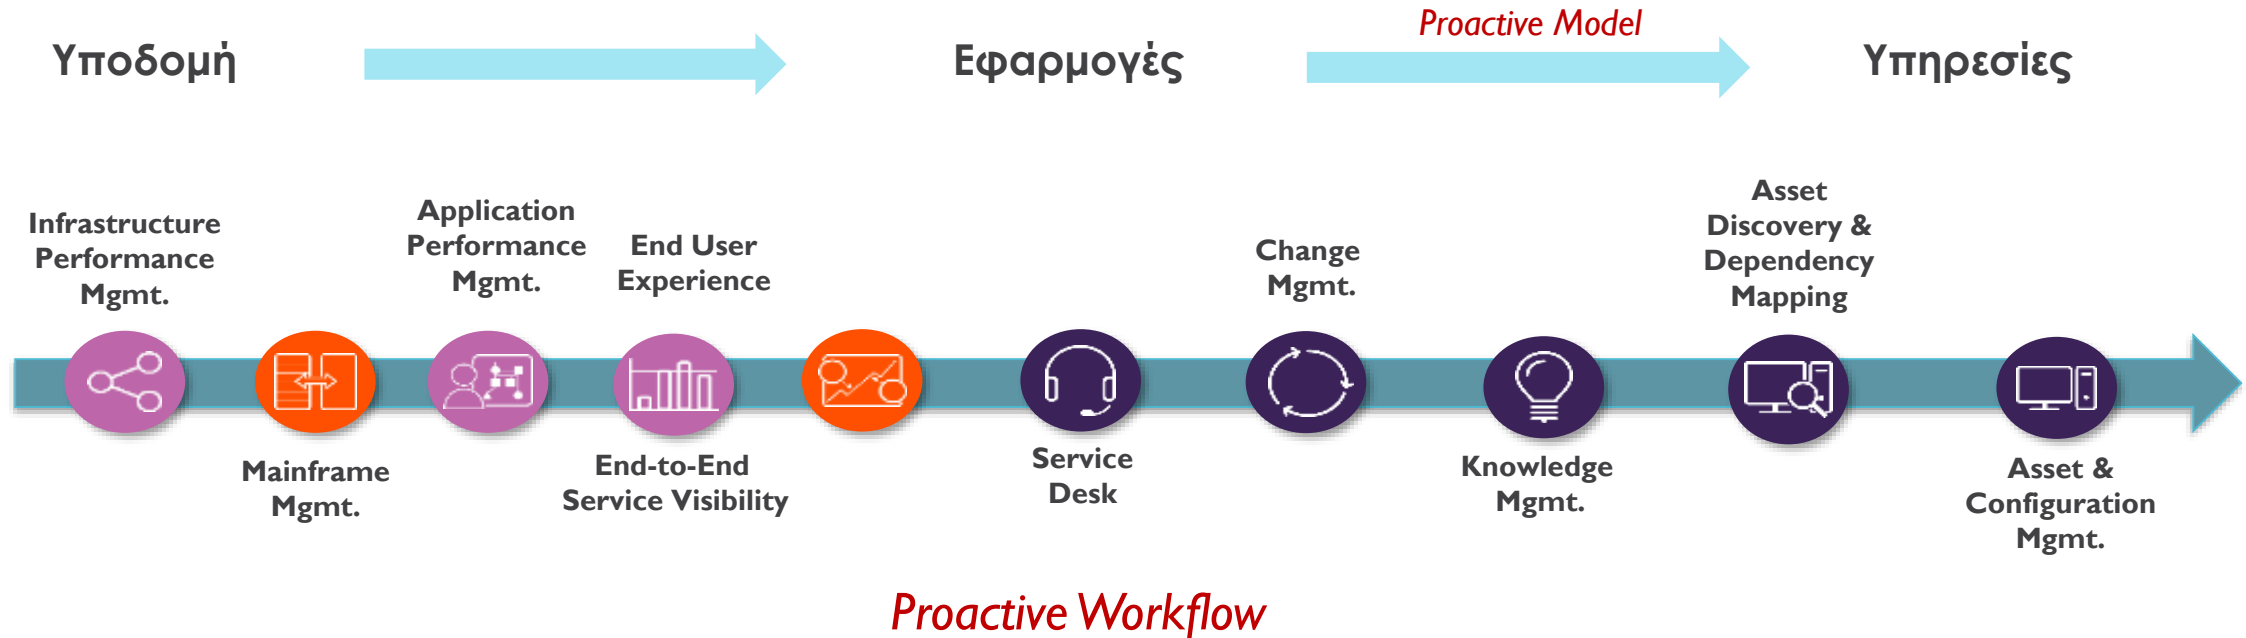 Proactive Model
Υποδομή
Εφαρμογές
Υπηρεσίες
Infrastructure
Performance
Mgmt.
Mainframe
Mgmt.
Application
Performance
Mgmt.
End User
Experience
End-to-End
Service Visibility
Service
Desk
Change
Mgmt.
Knowledge
Mgmt.
Asset
Discovery &
Dependency
Mapping
Asset &
Configuration
Mgmt.
Proactive Workflow